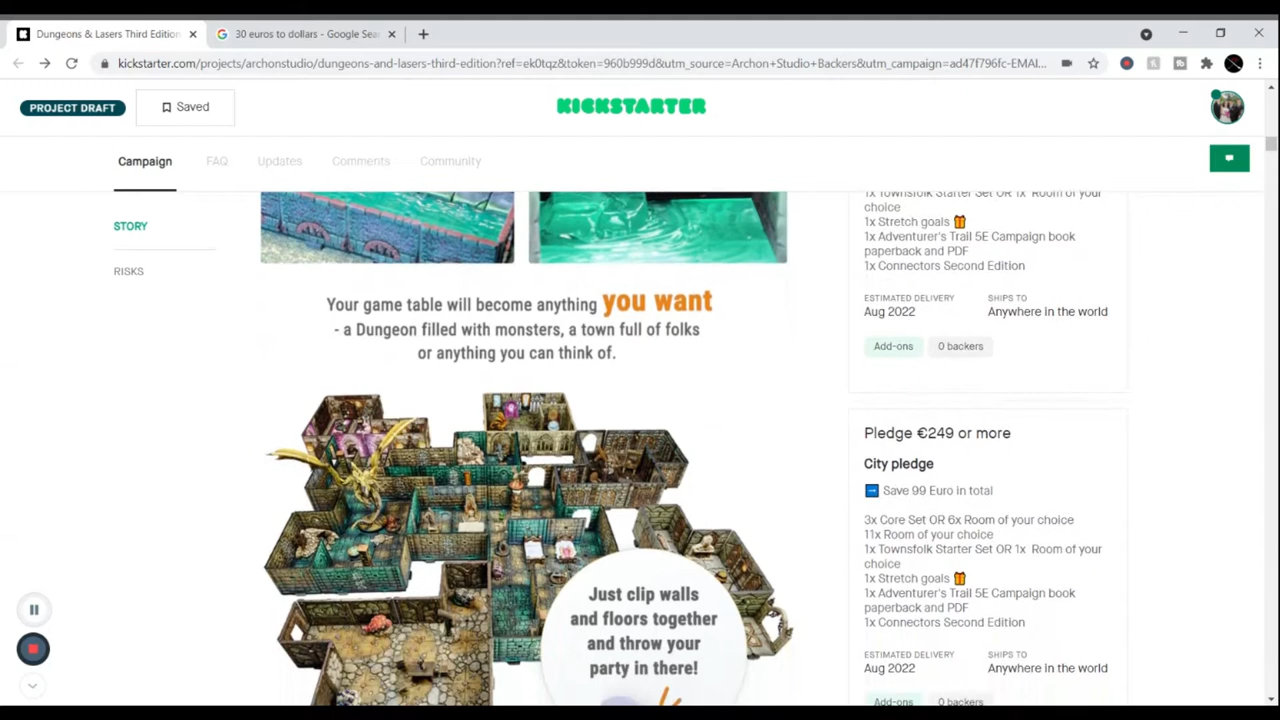 Dungeons & Lasers Third Edition
30 euros to dollars - Google Sea
kickstarter.com/projects/archonstudio/dungeons-and-lasers-third-edition?ref=ek0tqz&token=960b999d&utm_source=Archon+Studio+Backers&utm_campaign=ad47f796fc-EMAI...
PROJECT DRAFT
Saved
KICKSTARTER
Campaign
FAQ
Updates
Comments
Community
STORY
RISKS
Your game table will become anything you want
- a Dungeon filled with monsters, a town full of folks
or anything you can think of.
Just clip walls
and floors together
and throw your
party in there!
1x Townsfolk Starter Set OR 1x Room of your
choice
1x Stretch goals
1x Adventurer's Trail 5E Campaign book
paperback and PDF
1x Connectors Second Edition
ESTIMATED DELIVERY
SHIPS TO
Aug 2022
Anywhere in the world
Add-ons
0 backers
Pledge €249 or more
City pledge
Save 99 Euro in total
3x Core Set OR 6x Room of your choice
11x Room of your choice
1x Townsfolk Starter Set OR 1x Room of your
choice
1x Stretch goals
1x Adventurer's Trail 5E Campaign book
paperback and PDF
1x Connectors Second Edition
ESTIMATED DELIVERY
SHIPS TO
Aug 2022
Anywhere in the world
Add-ons
0 backers